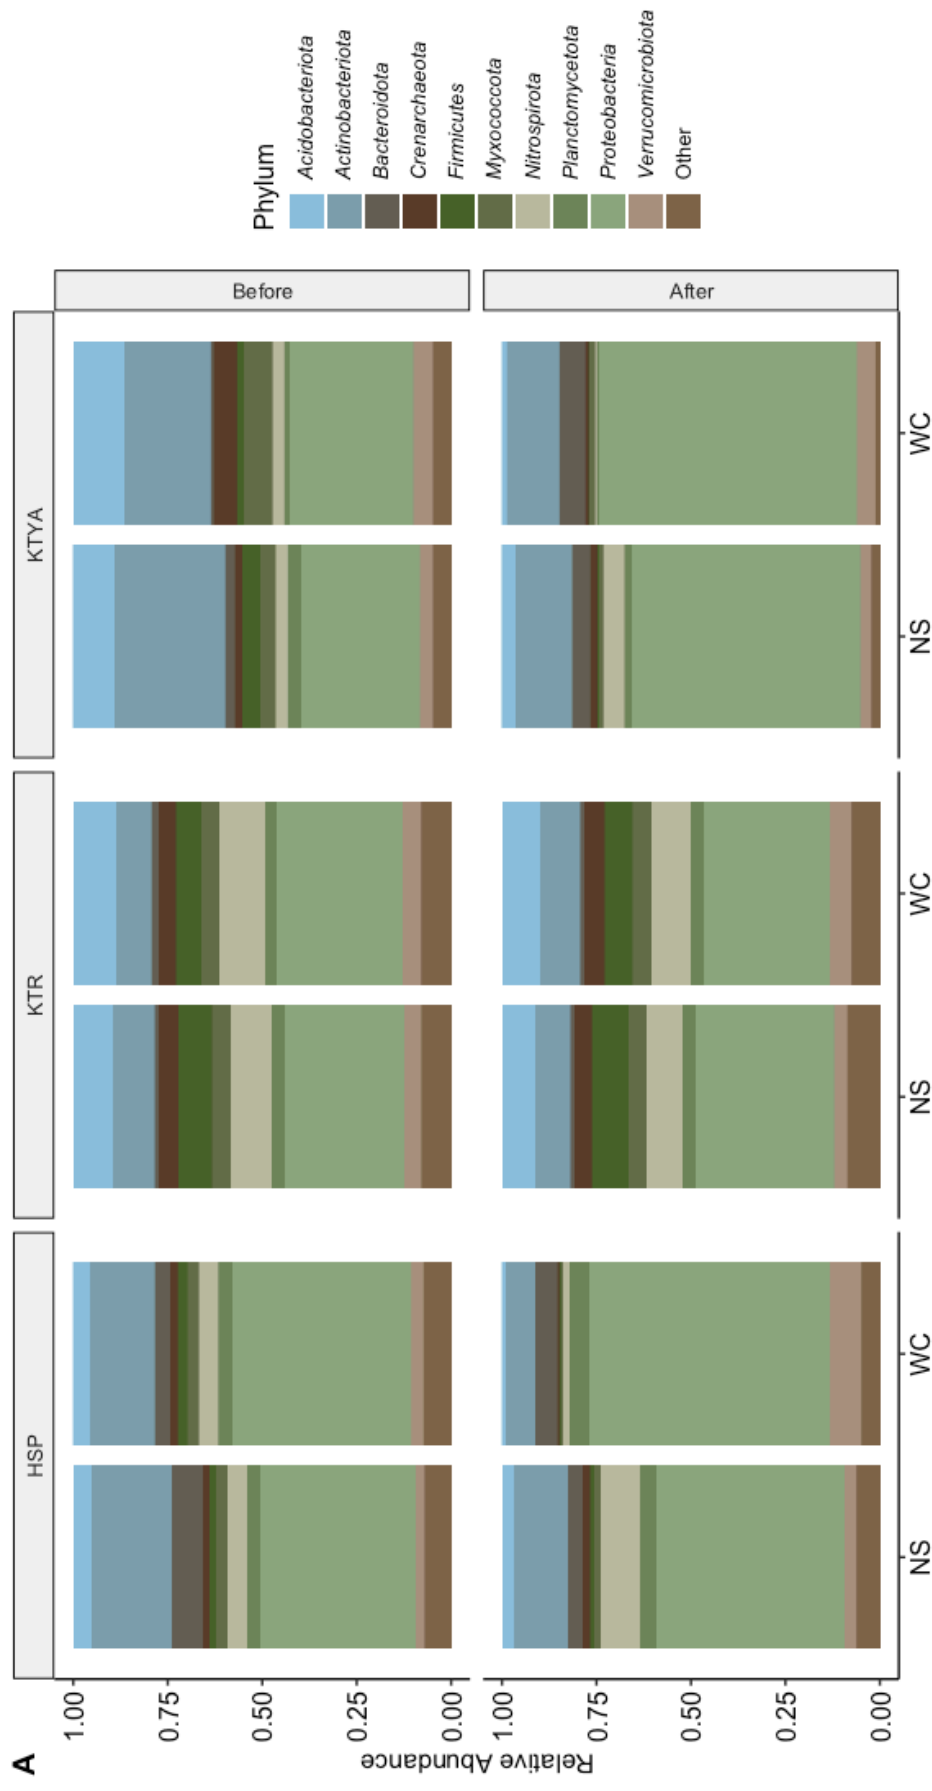 A
HSP
KTR
KTYA
Relative Abundance
1.00
0.75
0.50
0.25
0.00
Before
1.00
0.75
0.50
0.25
0.00
After
NS
WC
NS
WC
NS
WC
Phylum
Acidobacteriota
Actinobacteriota
Bacteroidota
Crenarchaeota
Firmicutes
Myxococcota
Nitrospirota
Planctomycetota
Proteobacteria
Verrucomicrobiota
Other